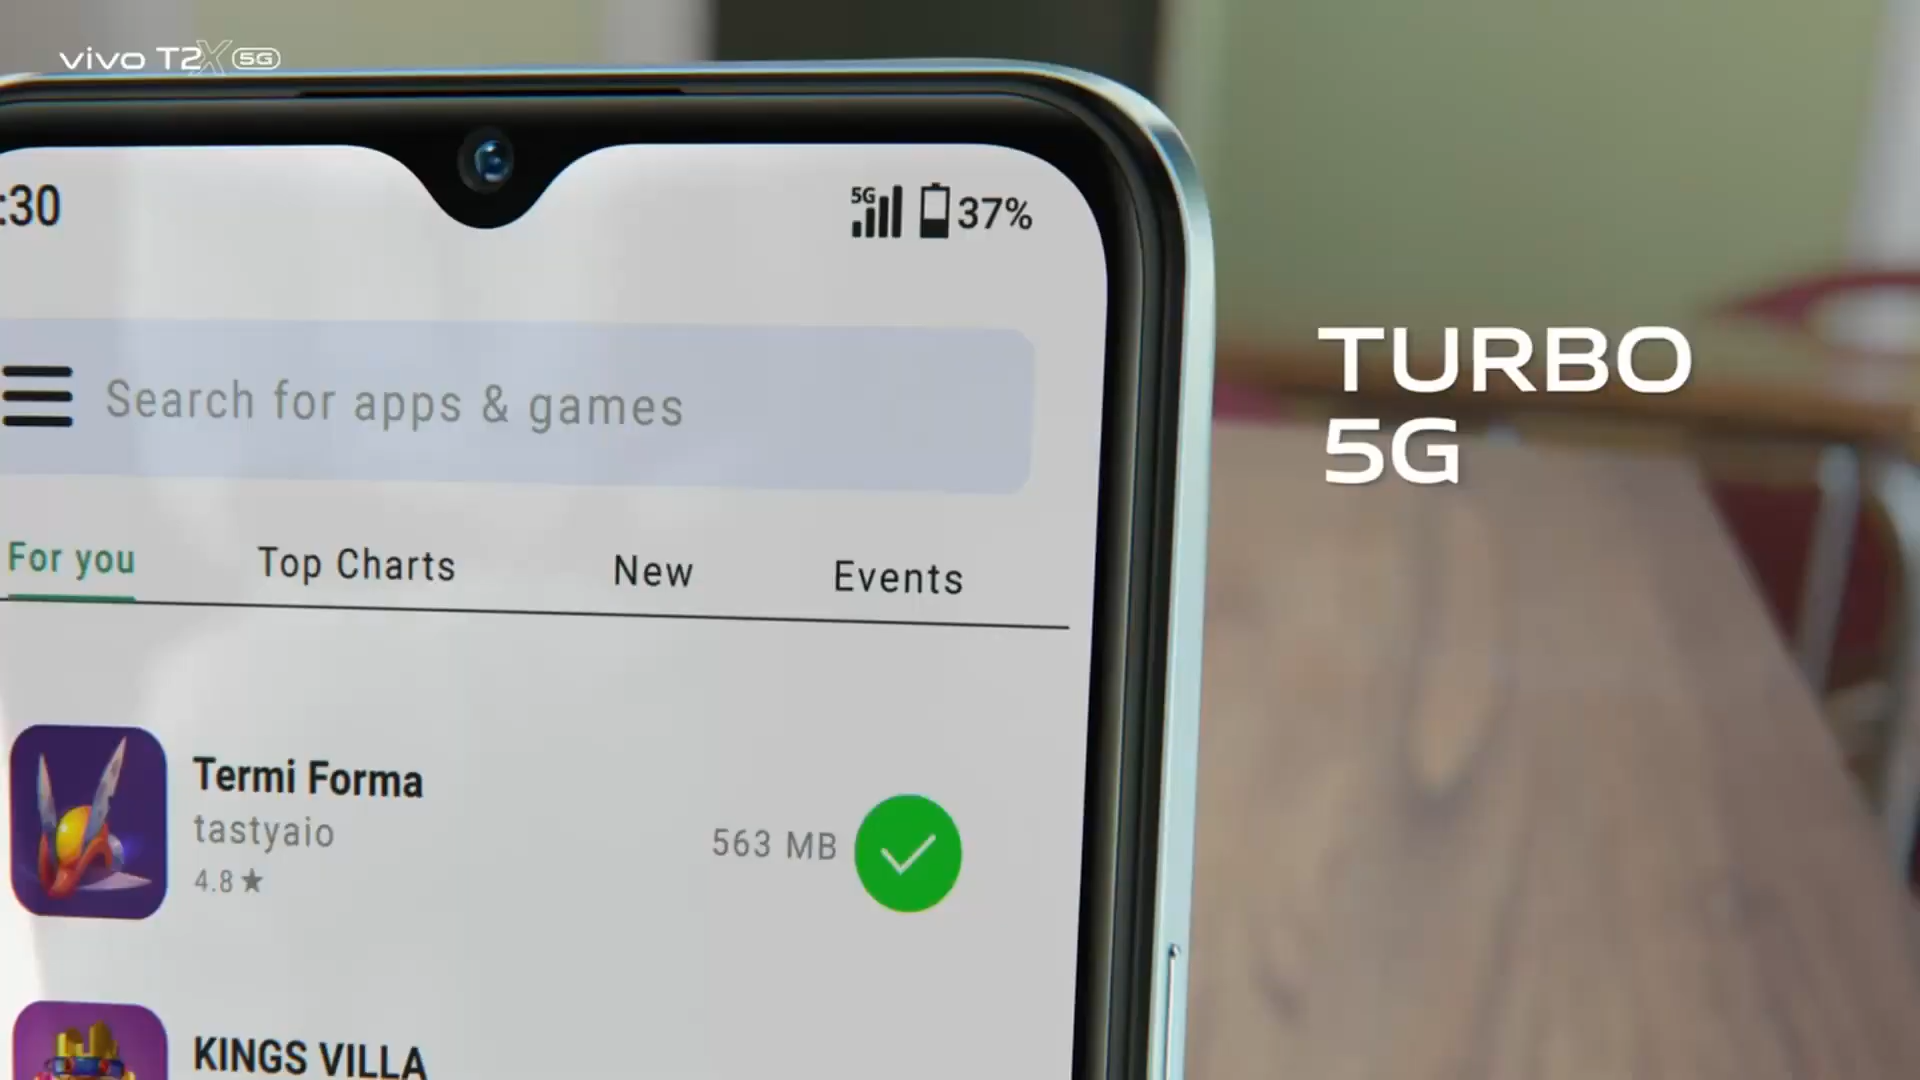 vivo T2X 5G
:30
5G
37%
TURBO
5G
Search for apps & games
For you
Top Charts
New
Events
Termi Forma
tastyaio
4.8★
563 MB
KINGS VILLA